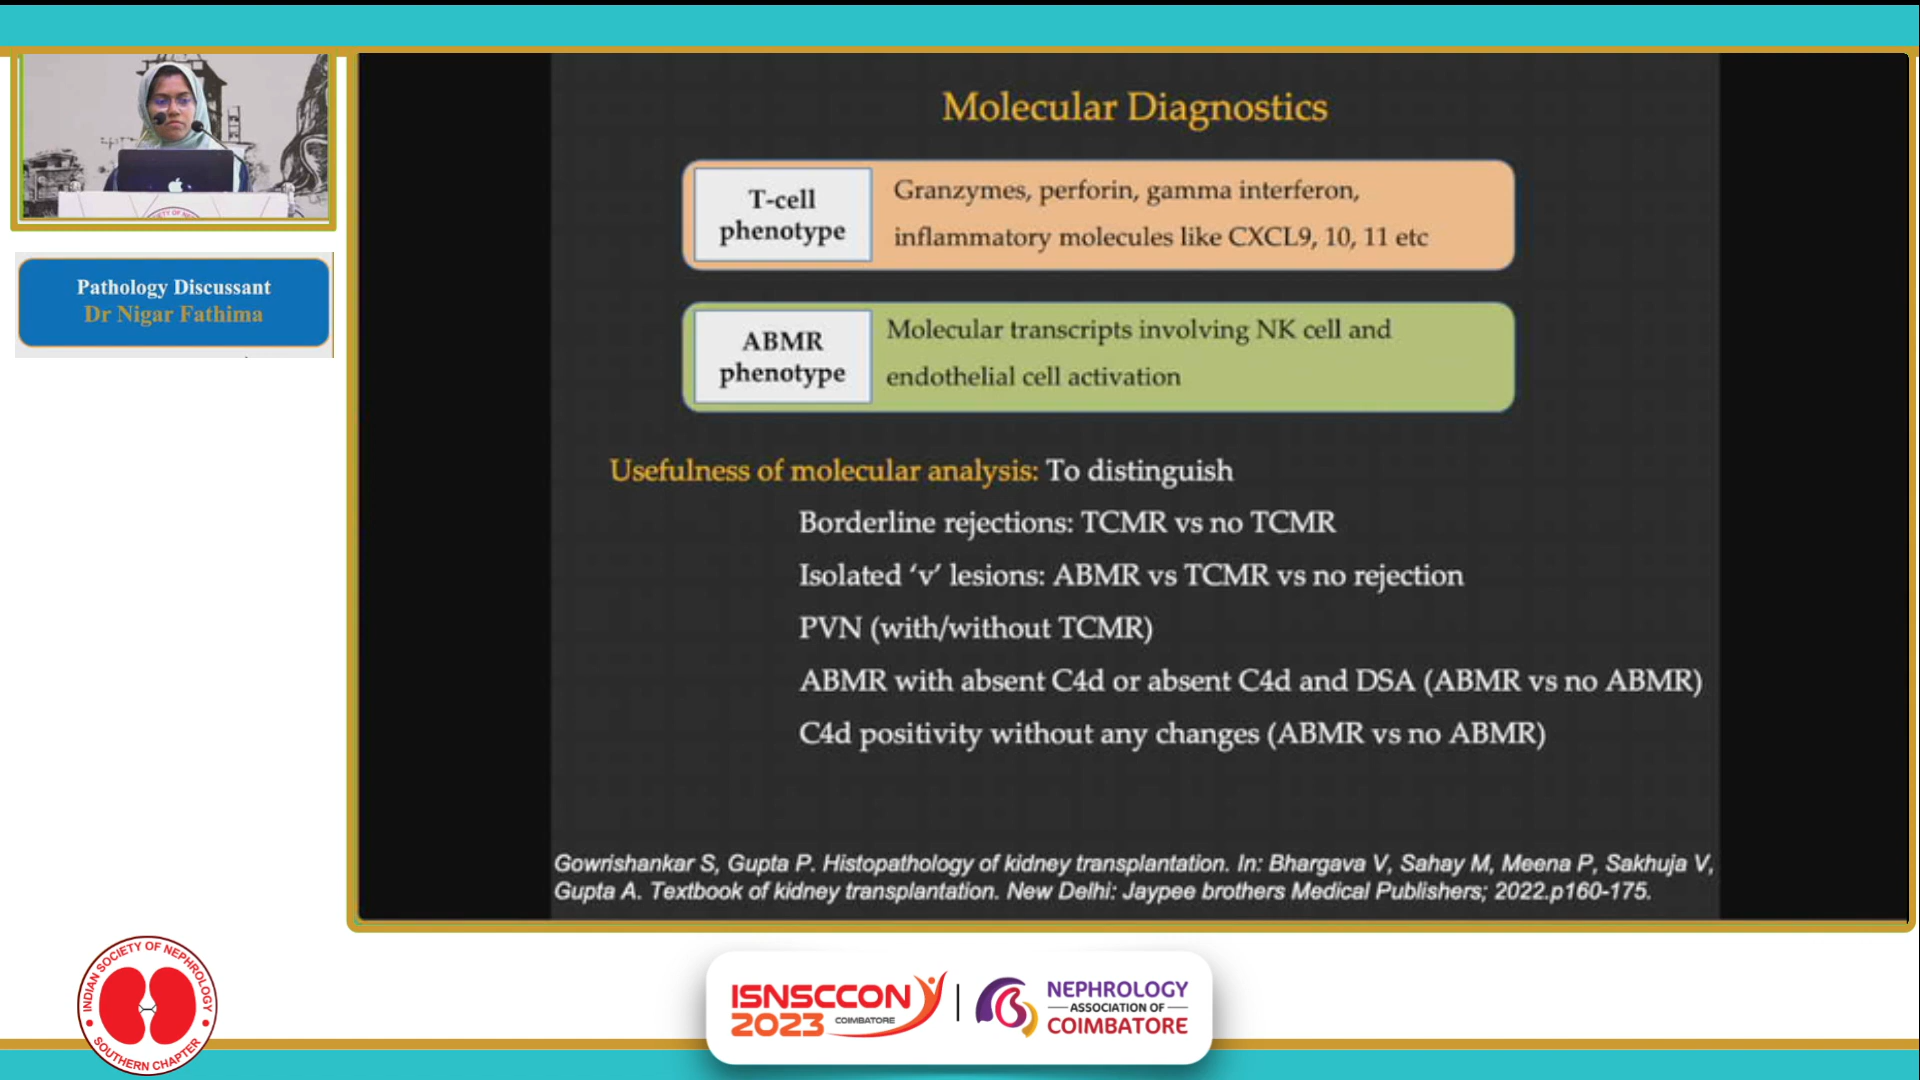 Molecular Diagnostics
T-cell
phenotype
Granzymes, perforin, gamma interferon,
inflammatory molecules like CXCL9, 10, 11 etc
ABMR
phenotype
Molecular transcripts involving NK cell and
endothelial cell activation
Usefulness of molecular analysis: To distinguish
Borderline rejections: TCMR vs no TCMR
Isolated ‘v’ lesions: ABMR vs TCMR vs no rejection
PVN (with/without TCMR)
ABMR with absent C4d or absent C4d and DSA (ABMR vs no ABMR)
C4d positivity without any changes (ABMR vs no ABMR)
Gowrishankar S, Gupta P. Histopathology of kidney transplantation. In: Bhargava V, Sahay M, Meena P, Sakhuja V,
Gupta A. Textbook of kidney transplantation. New Delhi: Jaypee brothers Medical Publishers; 2022.p160-175.
Pathology Discussant
Dr Nigar Fathima
INDIAN SOCIETY OF NEPHROLOGY
SOUTHERN CHAPTER
ISNSCCON
2023 COIMBATORE
NEPHROLOGY
ASSOCIATION OF
COIMBATORE